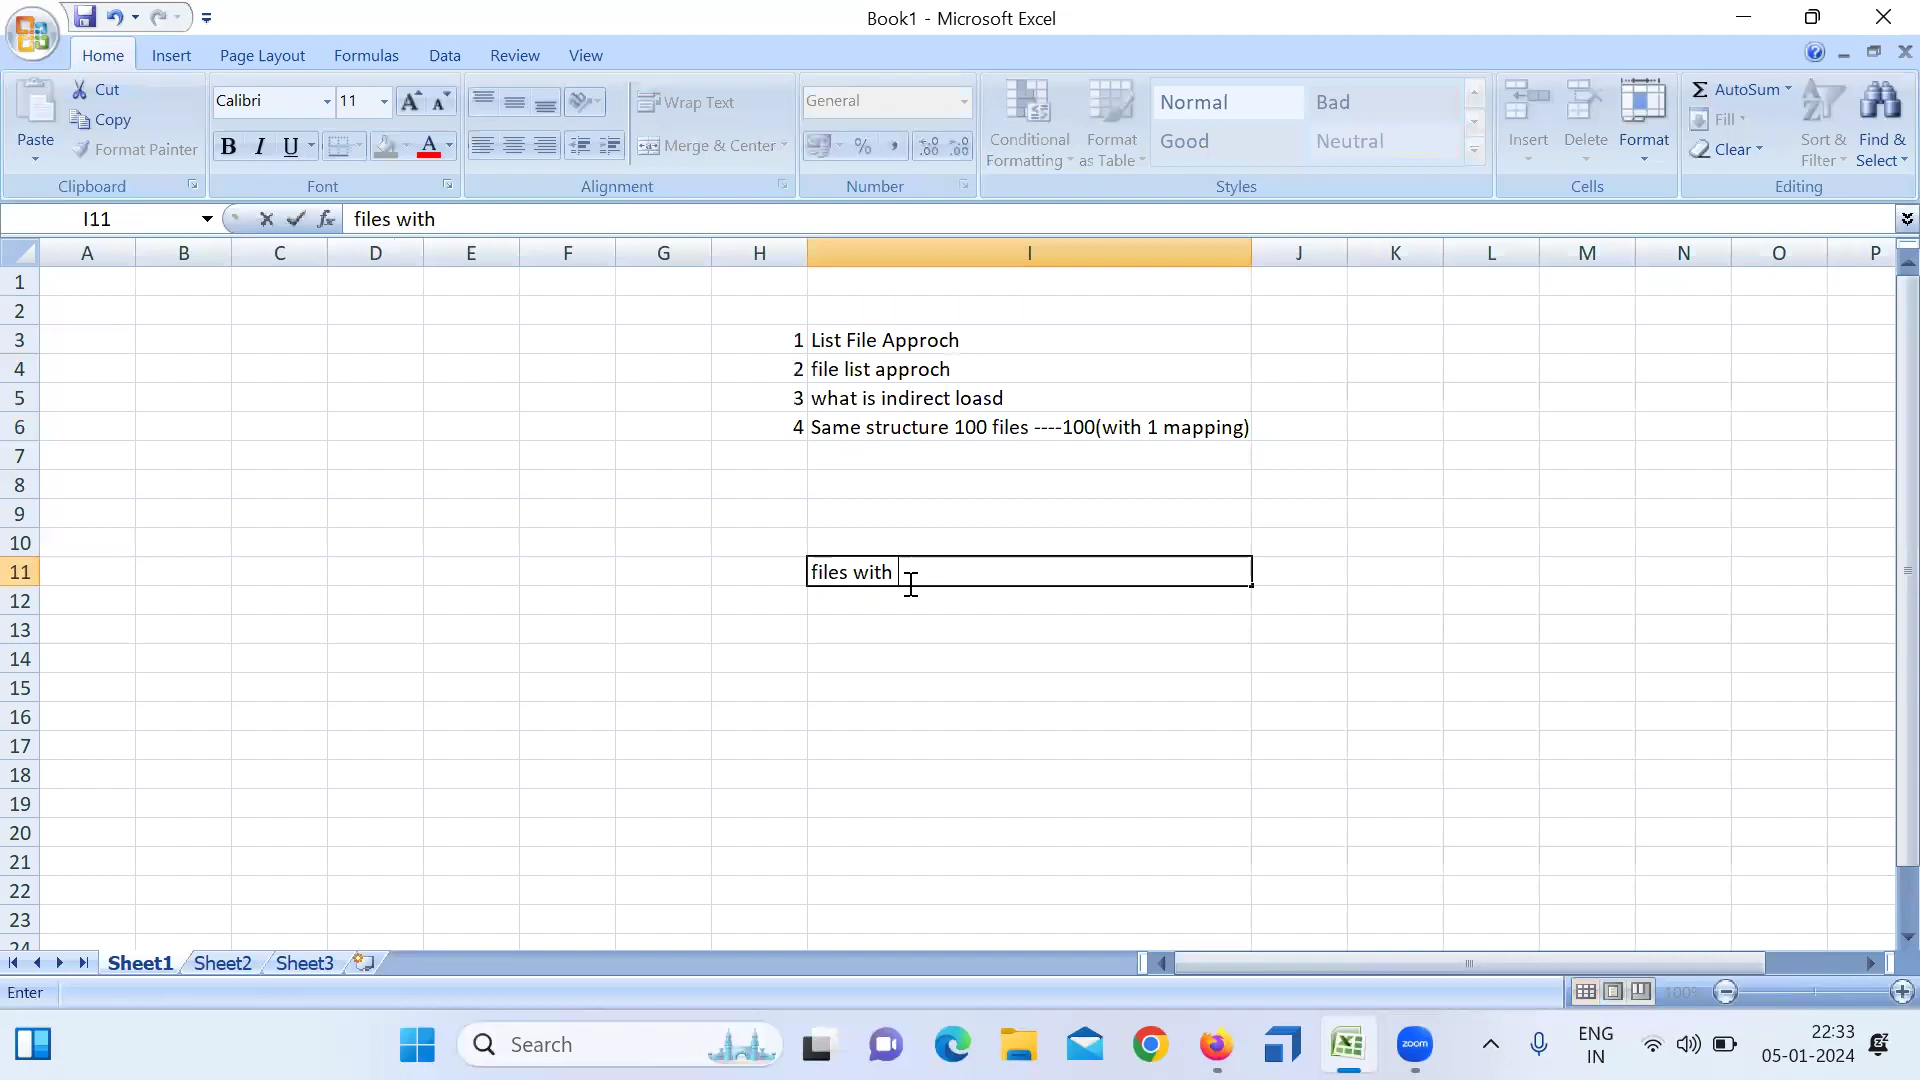 Book1 - Microsoft Excel
Home Insert Page Layout Formulas Data Review View
Paste Cut Copy Format Painter
Clipboard
Calibri 11
B I U A
Font
Wrap Text
Merge & Center
Alignment
General
% ,
Number
Conditional Formatting
Format as Table
Normal Bad
Good Neutral
Styles
Insert Delete Format
Cells
AutoSum
Fill
Clear
Sort & Filter
Find & Select
Editing
I11 fx files with
A B C D E F G H I J K L M N O P
1
2
3 1 List File Approch
4 2 file list approch
5 3 what is indirect loasd
6 4 Same structure 100 files ----100(with 1 mapping)
7
8
9
10
11 files with
12
13
14
15
16
17
18
19
20
21
22
23
24
Sheet1 Sheet2 Sheet3
Enter 100%
Search zoom ENG IN 22:33 05-01-2024